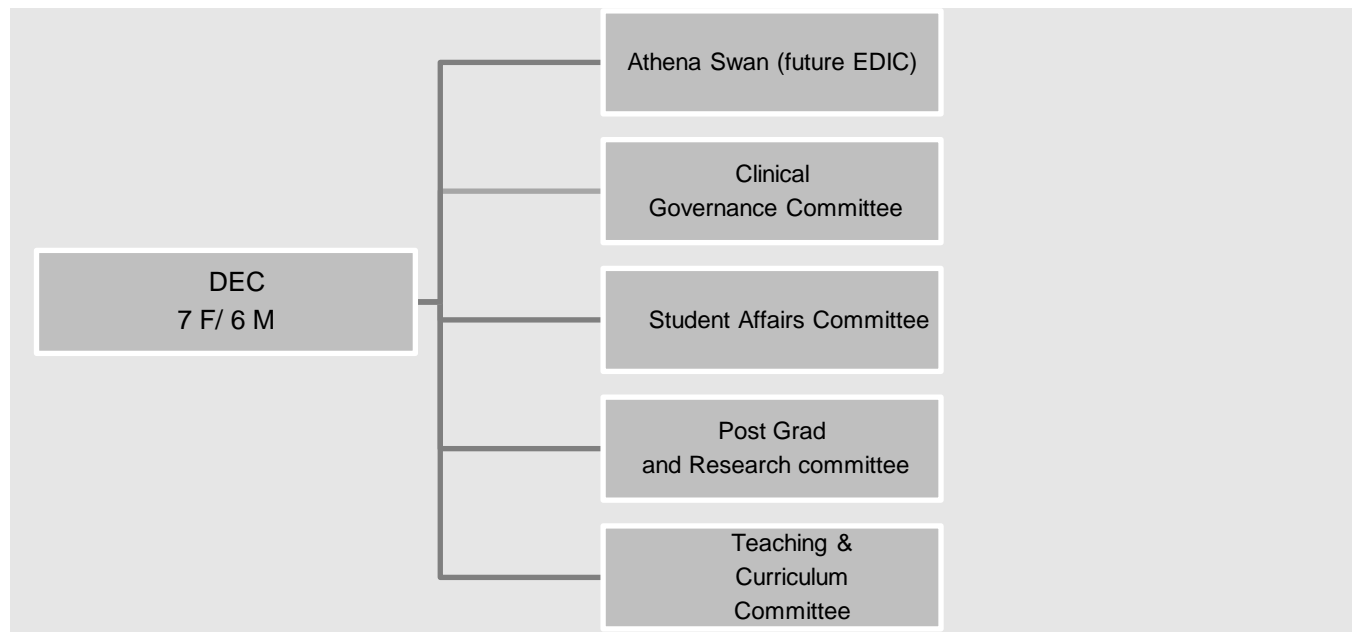 Athena Swan (future EDIC)
Clinical
Governance Committee
DEC
7 F/ 6 M
Student Affairs Committee
Post Grad
and Research committee
Teaching &
Curriculum
Committee